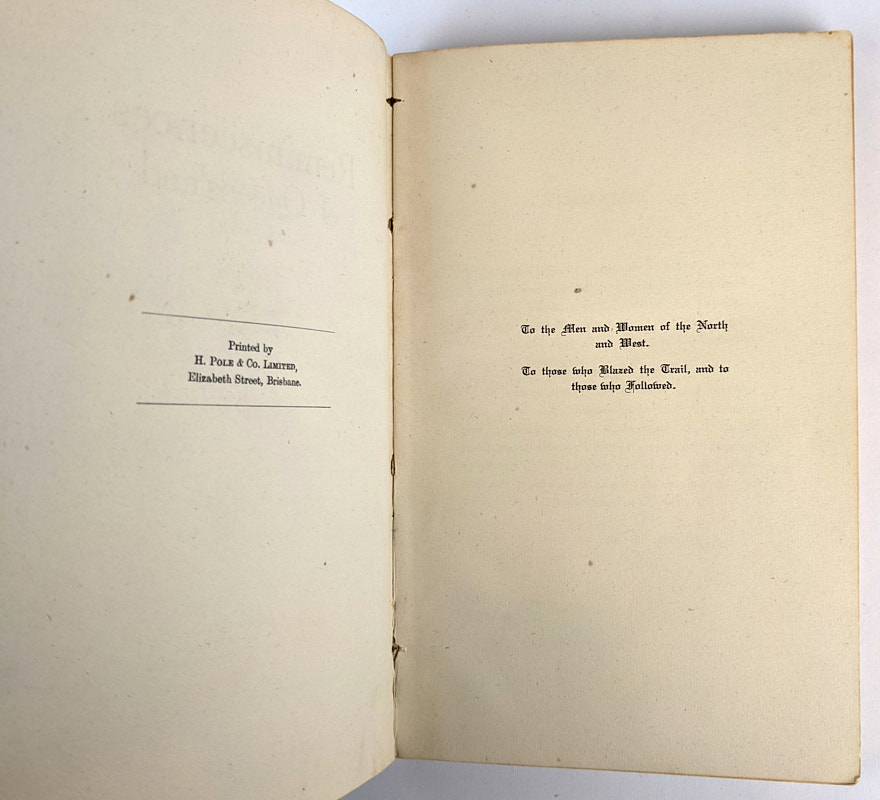 Printed by
H. POLE & CO. LIMITED,
Elizabeth Street, Brisbane.
To the Men and Women of the North
and West.
To those who Blazed the Trail, and to
those who Followed.